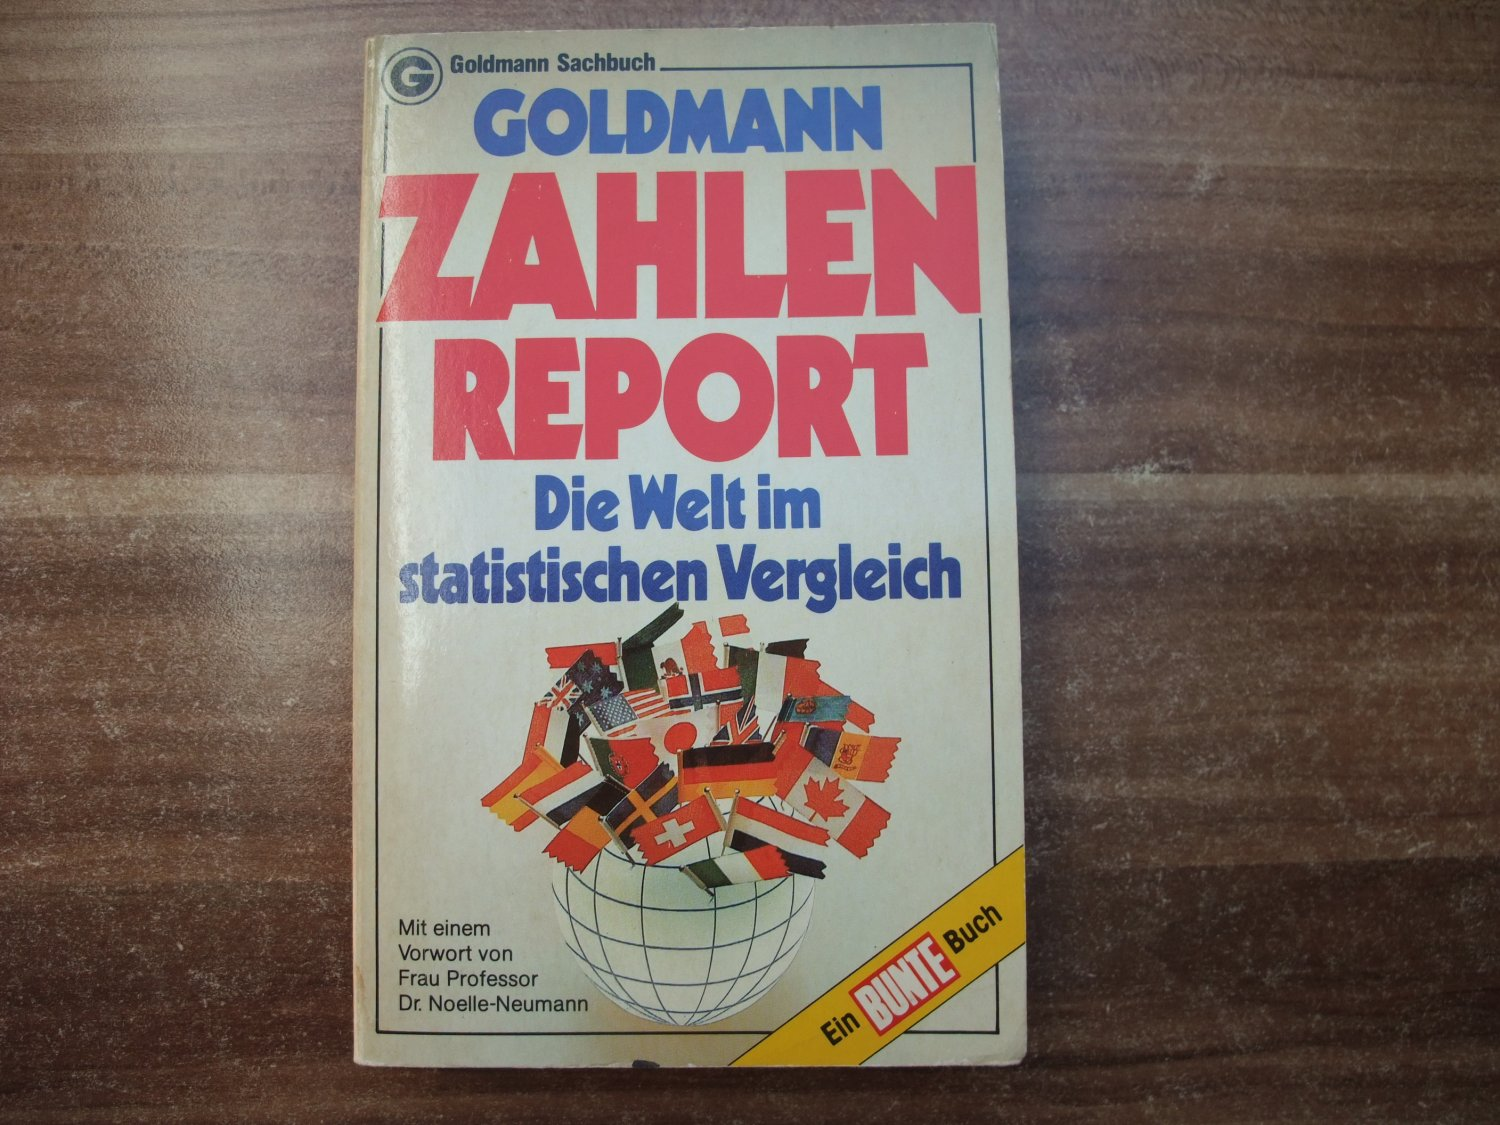 G Goldmann Sachbuch
GOLDMANN
ZAHLEN
REPORT
Die Welt im
statistischen Vergleich
Mit einem
Vorwort von
Frau Professor
Dr. Noelle-Neumann
Ein BUNTE Buch